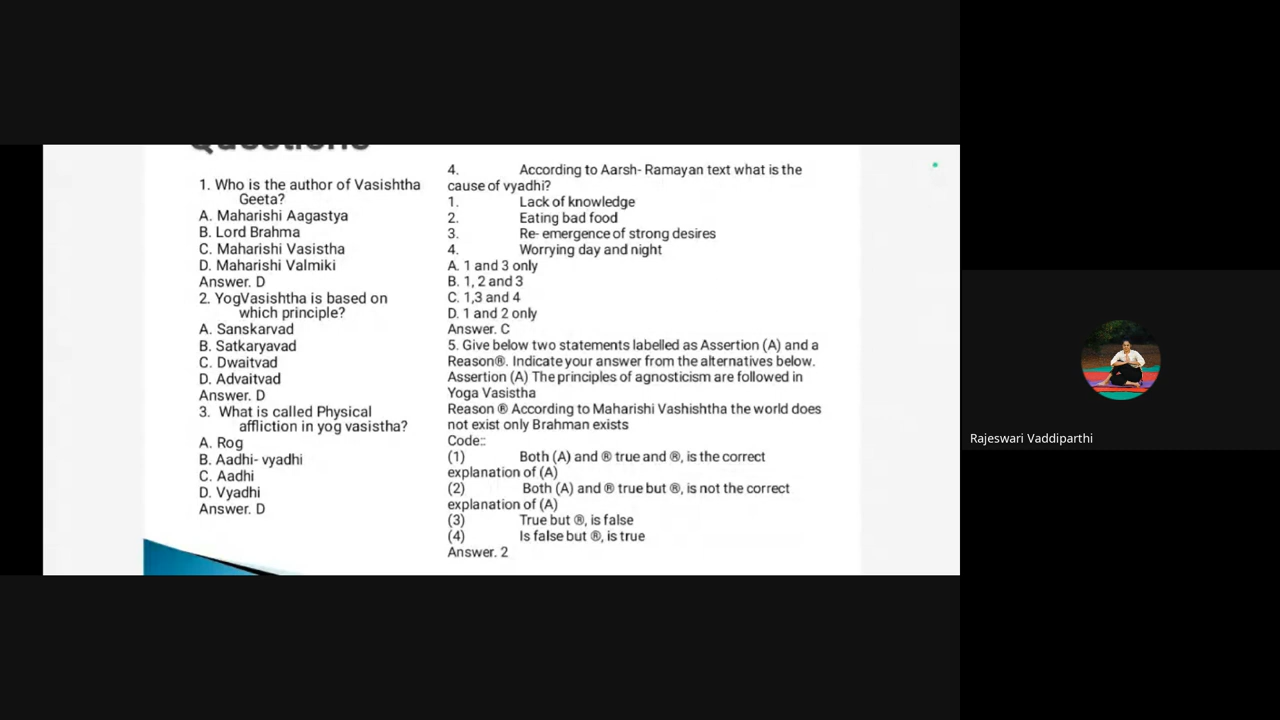 Questions
1. Who is the author of Vasishtha
Geeta?
A. Maharishi Aagastya
B. Lord Brahma
C. Maharishi Vasistha
D. Maharishi Valmiki
Answer. D
2. YogVasishtha is based on
which principle?
A. Sanskarvad
B. Satkaryavad
C. Dwaitvad
D. Advaitvad
Answer. D
3. What is called Physical
affliction in yog vasistha?
A. Rog
B. Aadhi- vyadhi
C. Aadhi
D. Vyadhi
Answer. D
4. According to Aarsh- Ramayan text what is the
cause of vyadhi?
1. Lack of knowledge
2. Eating bad food
3. Re- emergence of strong desires
4. Worrying day and night
A. 1 and 3 only
B. 1, 2 and 3
C. 1,3 and 4
D. 1 and 2 only
Answer. C
5. Give below two statements labelled as Assertion (A) and a
Reason®. Indicate your answer from the alternatives below.
Assertion (A) The principles of agnosticism are followed in
Yoga Vasistha
Reason ® According to Maharishi Vashishtha the world does
not exist only Brahman exists
Code::
(1) Both (A) and ® true and ®, is the correct
explanation of (A)
(2) Both (A) and ® true but ®, is not the correct
explanation of (A)
(3) True but ®, is false
(4) Is false but ®, is true
Answer. 2
Rajeswari Vaddiparthi